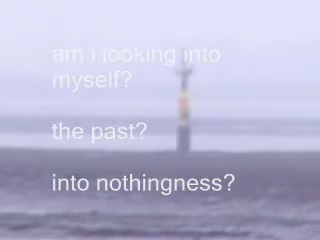 am i looking into
myself?
the past?
into nothingness?